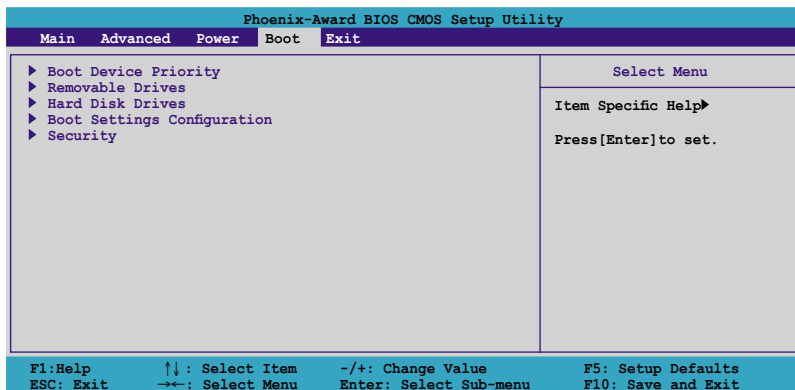 Phoenix-Award BIOS CMOS Setup Utility
Main Advanced Power Boot Exit
Boot Device Priority
Removable Drives
Hard Disk Drives
Boot Settings Configuration
Security
Select Menu
Item Specific Help
Press[Enter]to set.
F1:Help ↑↓ : Select Item -/+: Change Value F5: Setup Defaults
ESC: Exit →←: Select Menu Enter: Select Sub-menu F10: Save and Exit